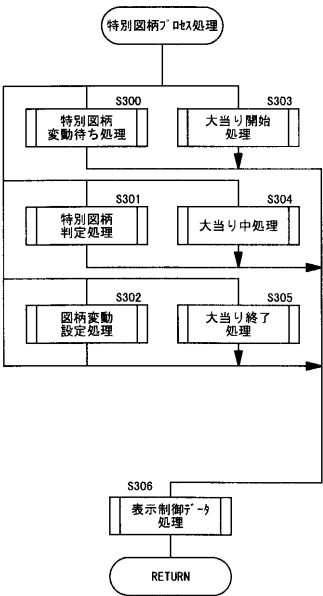 特別図柄ﾌﾟﾛｾｽ処理
S300
特別図柄
変動待ち処理
S303
大当り開始
処理
S301
特別図柄
判定処理
S304
大当り中処理
S302
図柄変動
設定処理
S305
大当り終了
処理
S306
表示制御ﾃﾞｰﾀ
処理
RETURN